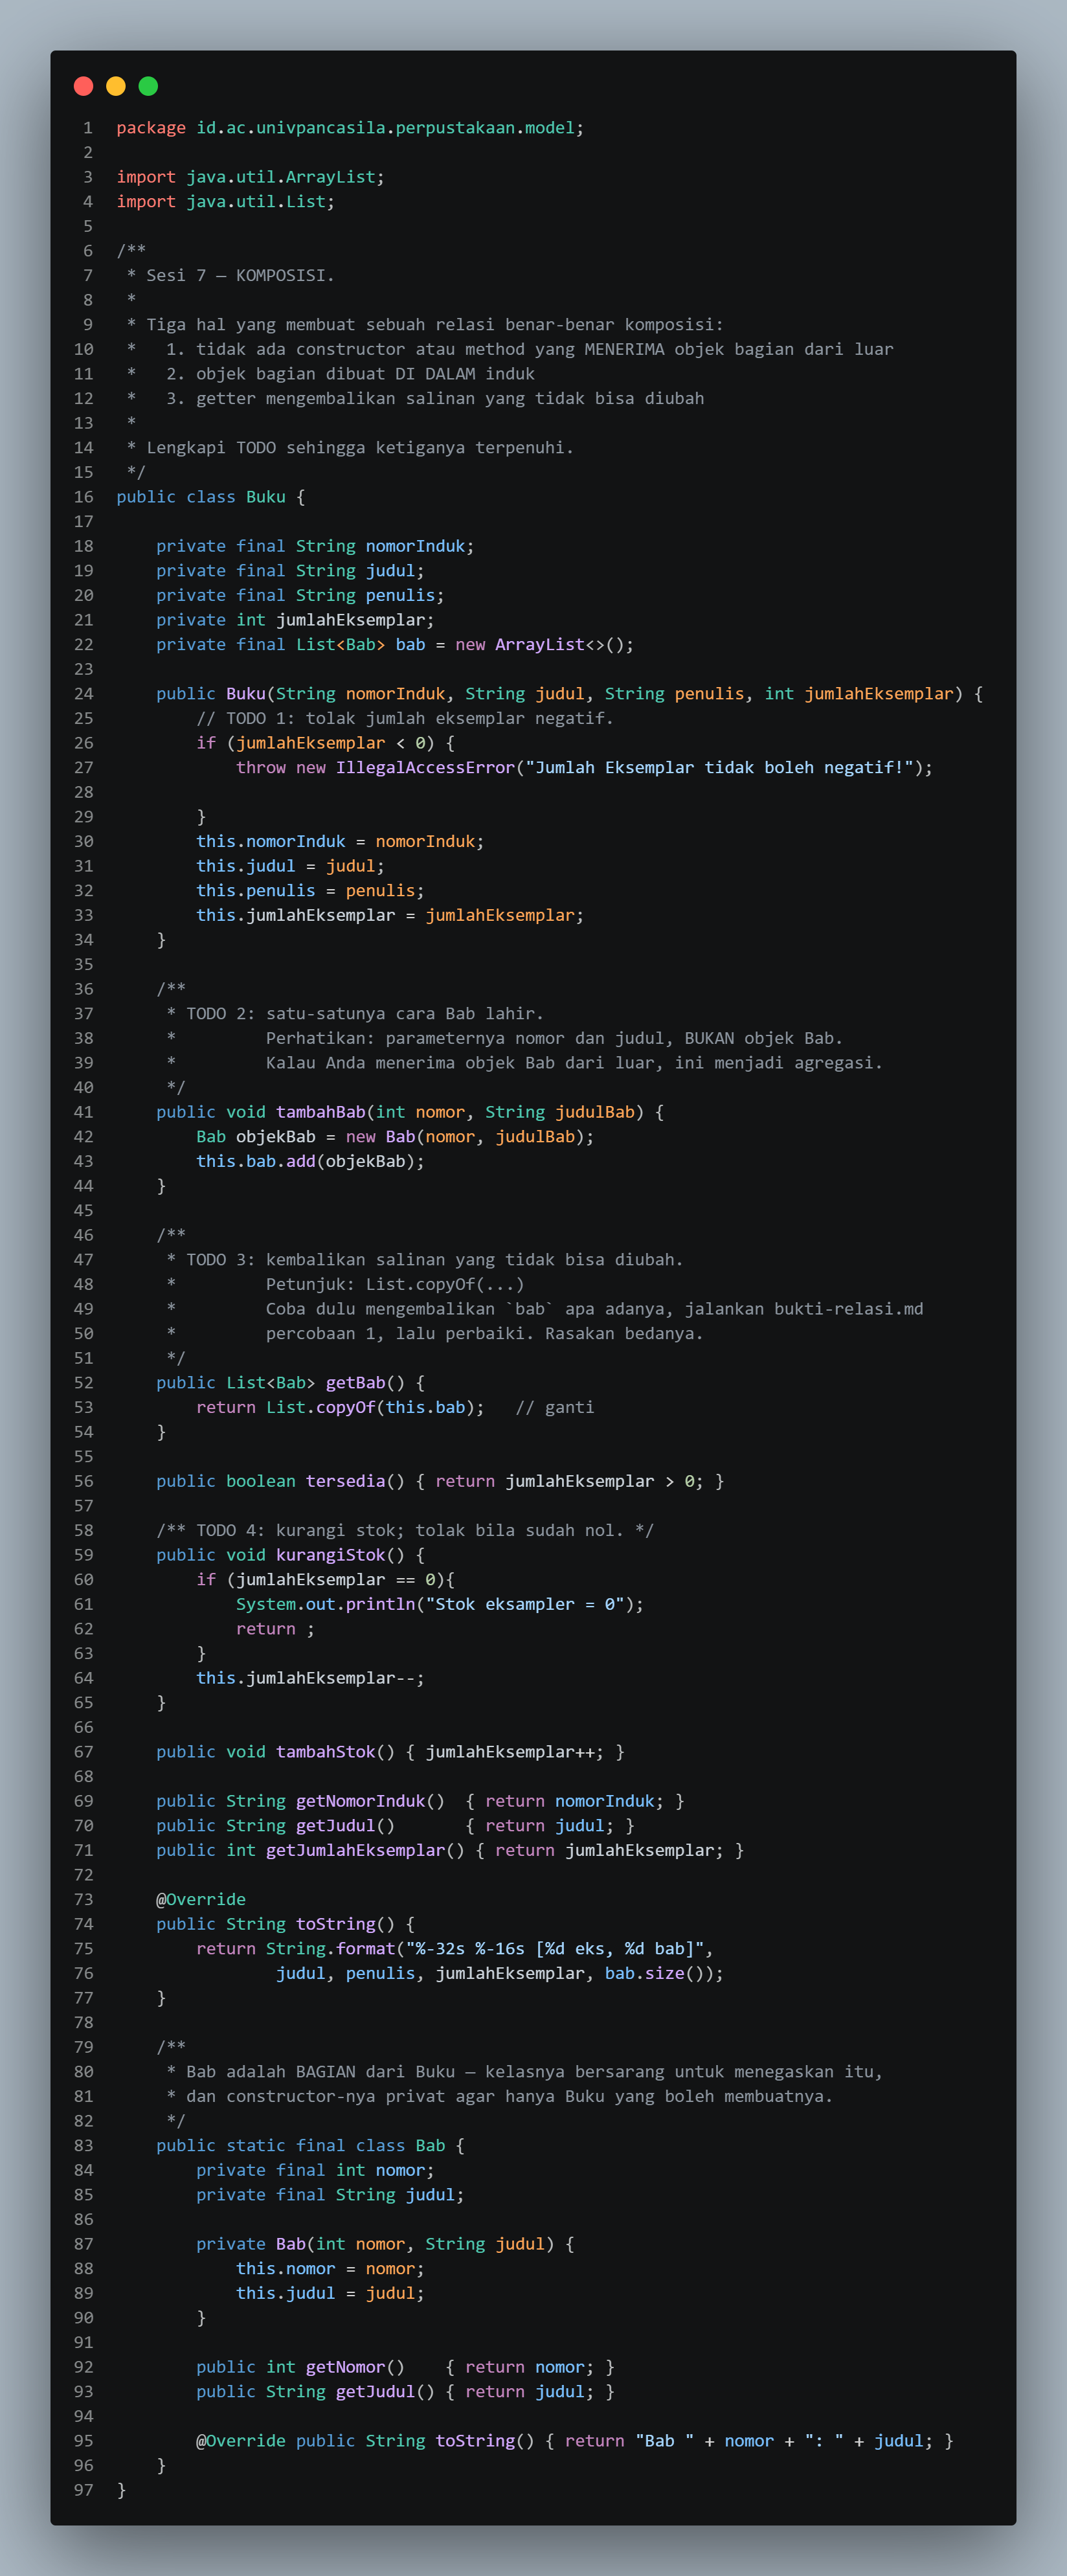 1 package id.ac.univpancasila.perpustakaan.model;
2
3 import java.util.ArrayList;
4 import java.util.List;
5
6 /**
7  * Sesi 7 — KOMPOSISI.
8  *
9  * Tiga hal yang membuat sebuah relasi benar-benar komposisi:
10  *   1. tidak ada constructor atau method yang MENERIMA objek bagian dari luar
11  *   2. objek bagian dibuat DI DALAM induk
12  *   3. getter mengembalikan salinan yang tidak bisa diubah
13  *
14  * Lengkapi TODO sehingga ketiganya terpenuhi.
15  */
16 public class Buku {
17
18     private final String nomorInduk;
19     private final String judul;
20     private final String penulis;
21     private int jumlahEksemplar;
22     private final List<Bab> bab = new ArrayList<>();
23
24     public Buku(String nomorInduk, String judul, String penulis, int jumlahEksemplar) {
25         // TODO 1: tolak jumlah eksemplar negatif.
26         if (jumlahEksemplar < 0) {
27             throw new IllegalAccessError("Jumlah Eksemplar tidak boleh negatif!");
28
29         }
30         this.nomorInduk = nomorInduk;
31         this.judul = judul;
32         this.penulis = penulis;
33         this.jumlahEksemplar = jumlahEksemplar;
34     }
35
36     /**
37      * TODO 2: satu-satunya cara Bab lahir.
38      *         Perhatikan: parameternya nomor dan judul, BUKAN objek Bab.
39      *         Kalau Anda menerima objek Bab dari luar, ini menjadi agregasi.
40      */
41     public void tambahBab(int nomor, String judulBab) {
42         Bab objekBab = new Bab(nomor, judulBab);
43         this.bab.add(objekBab);
44     }
45
46     /**
47      * TODO 3: kembalikan salinan yang tidak bisa diubah.
48      *         Petunjuk: List.copyOf(...)
49      *         Coba dulu mengembalikan `bab` apa adanya, jalankan bukti-relasi.md
50      *         percobaan 1, lalu perbaiki. Rasakan bedanya.
51      */
52     public List<Bab> getBab() {
53         return List.copyOf(this.bab);   // ganti
54     }
55
56     public boolean tersedia() { return jumlahEksemplar > 0; }
57
58     /** TODO 4: kurangi stok; tolak bila sudah nol. */
59     public void kurangiStok() {
60         if (jumlahEksemplar == 0){
61             System.out.println("Stok eksampler = 0");
62             return ;
63         }
64         this.jumlahEksemplar--;
65     }
66
67     public void tambahStok() { jumlahEksemplar++; }
68
69     public String getNomorInduk()  { return nomorInduk; }
70     public String getJudul()       { return judul; }
71     public int getJumlahEksemplar() { return jumlahEksemplar; }
72
73     @Override
74     public String toString() {
75         return String.format("%-32s %-16s [%d eks, %d bab]",
76                 judul, penulis, jumlahEksemplar, bab.size());
77     }
78
79     /**
80      * Bab adalah BAGIAN dari Buku — kelasnya bersarang untuk menegaskan itu,
81      * dan constructor-nya privat agar hanya Buku yang boleh membuatnya.
82      */
83     public static final class Bab {
84         private final int nomor;
85         private final String judul;
86
87         private Bab(int nomor, String judul) {
88             this.nomor = nomor;
89             this.judul = judul;
90         }
91
92         public int getNomor()    { return nomor; }
93         public String getJudul() { return judul; }
94
95         @Override public String toString() { return "Bab " + nomor + ": " + judul; }
96     }
97 }